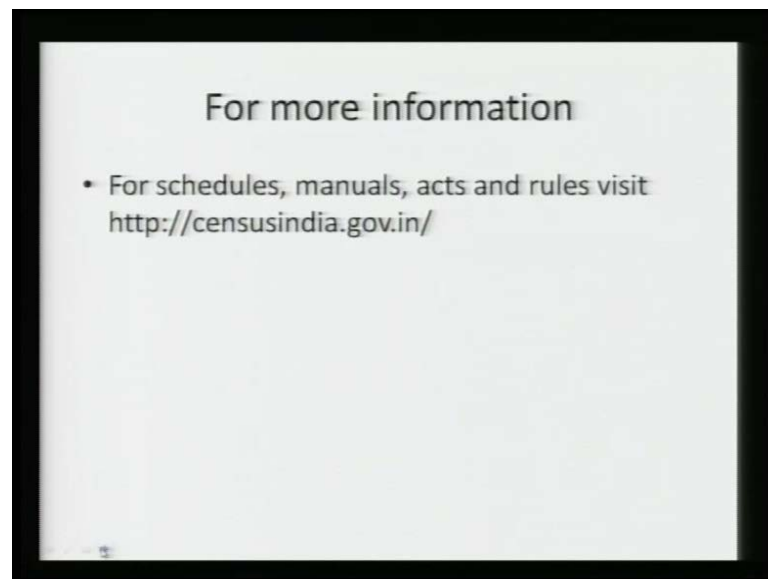 For more information
• For schedules, manuals, acts and rules visit
http://censusindia.gov.in/